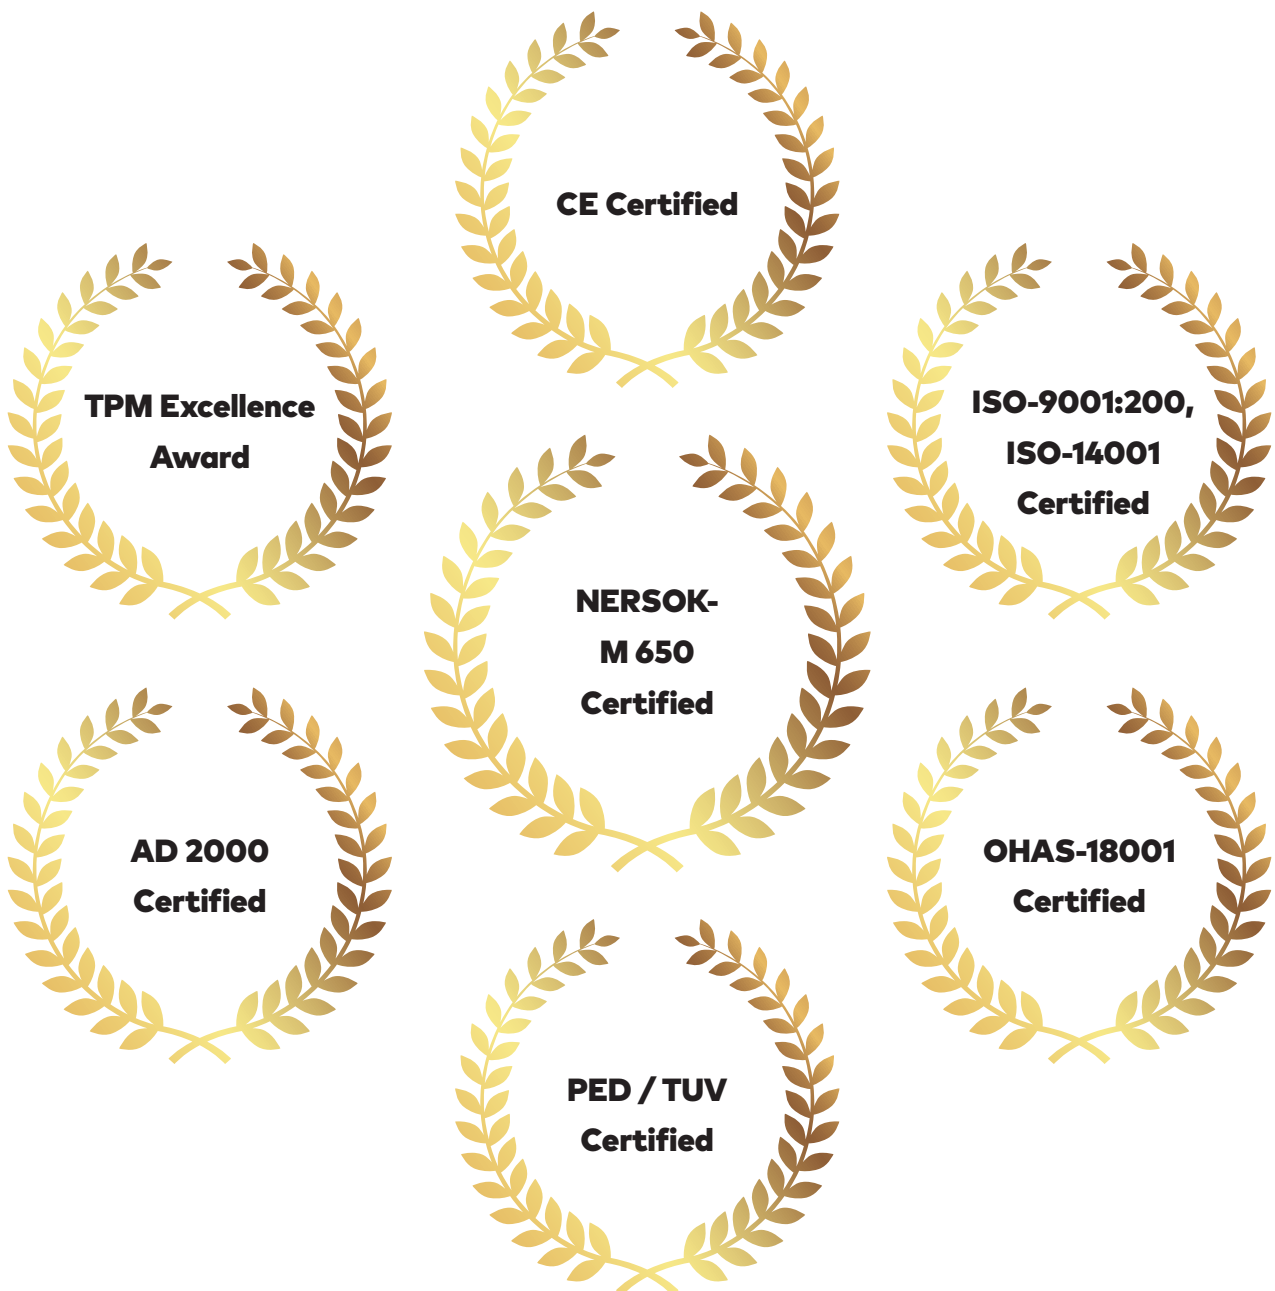 CE Certified
TPM Excellence
Award
ISO-9001:200,
ISO-14001
Certified
NERSOK-
M 650
Certified
AD 2000
Certified
OHAS-18001
Certified
PED / TUV
Certified